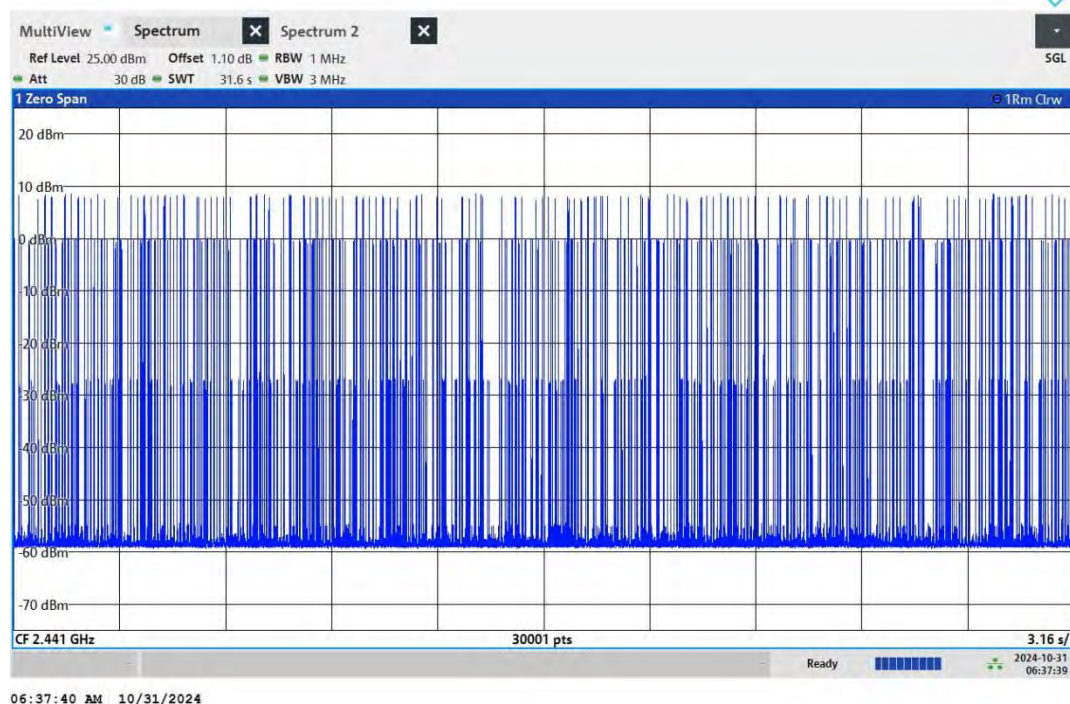 MultiView Spectrum X Spectrum 2 X
Ref Level 25.00 dBm Offset 1.10 dB RBW 1 MHz SGL
Att 30 dB SWT 31.6 s VBW 3 MHz
1 Zero Span 1Rm Clrw
20 dBm
10 dBm
0 dBm
-10 dBm
-20 dBm
-30 dBm
-40 dBm
-50 dBm
-60 dBm
-70 dBm
CF 2.441 GHz 30001 pts 3.16 s/
Ready 2024-10-31
06:37:39
06:37:40 AM 10/31/2024